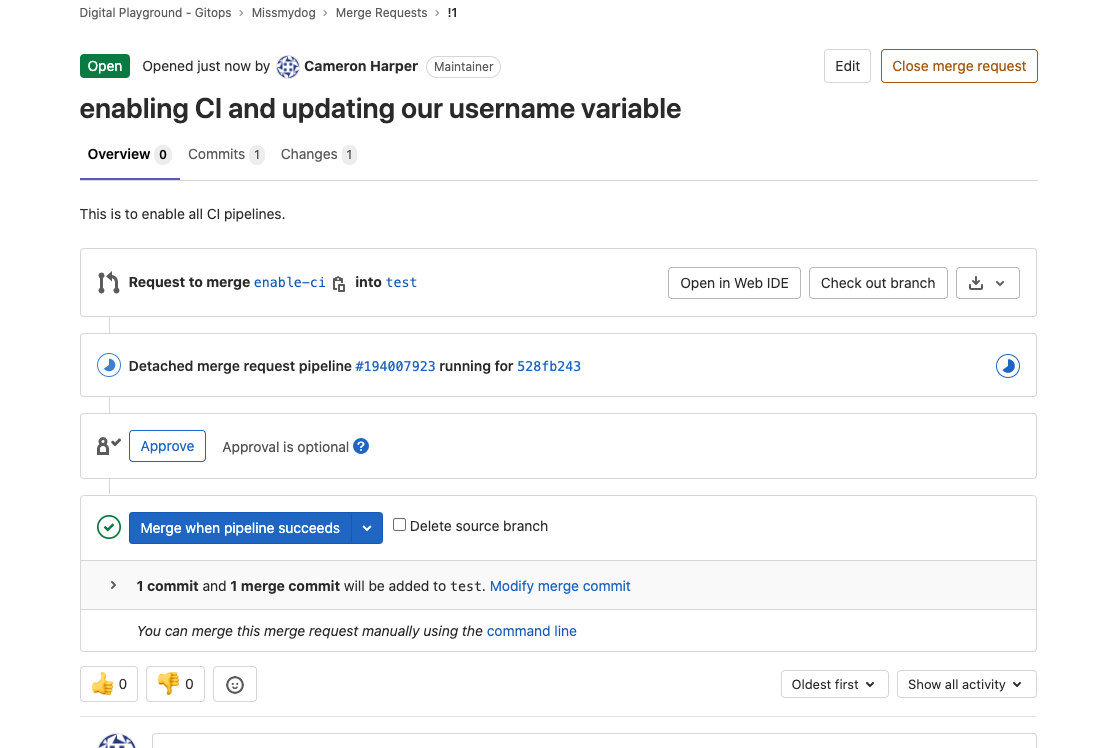 Digital Playground - Gitops › Missmydog › Merge Requests › !1
Open Opened just now by Cameron Harper Maintainer Edit Close merge request
enabling CI and updating our username variable
Overview 0 Commits 1 Changes 1
This is to enable all CI pipelines.
Request to merge enable-ci into test Open in Web IDE Check out branch
Detached merge request pipeline #194007923 running for 528fb243
Approve Approval is optional ?
Merge when pipeline succeeds Delete source branch
1 commit and 1 merge commit will be added to test. Modify merge commit
You can merge this merge request manually using the command line
👍 0 👎 0 Oldest first Show all activity